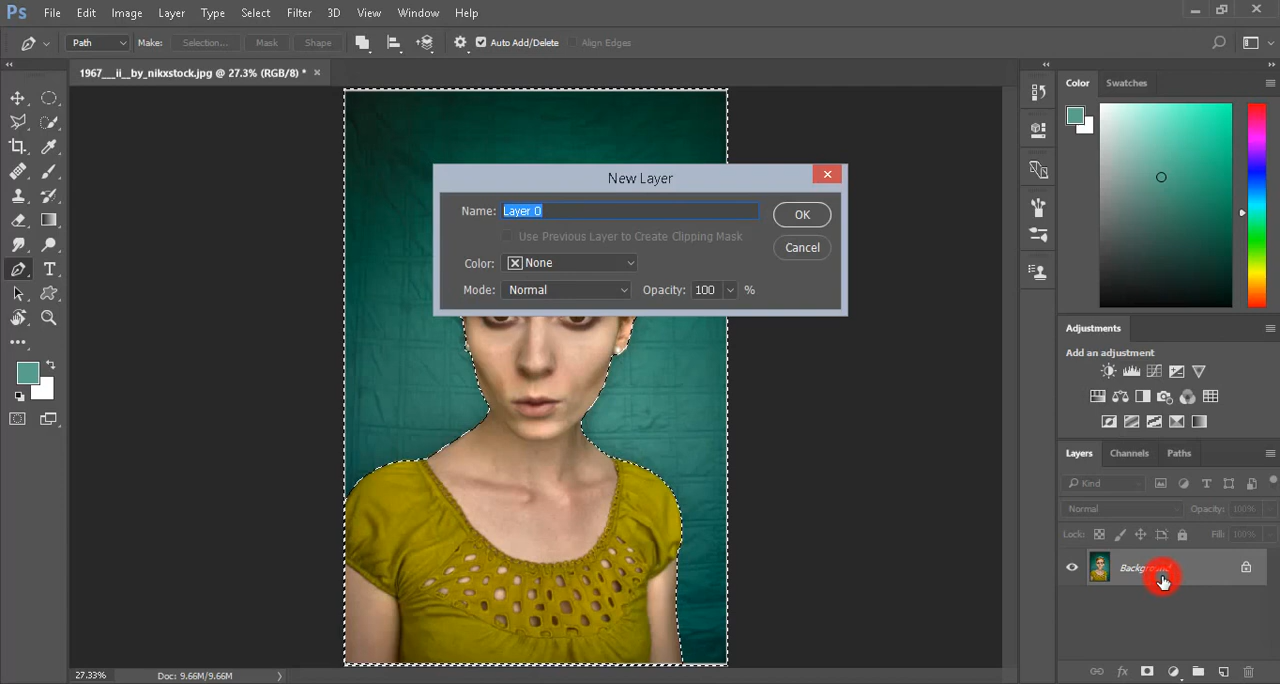 Ps File Edit Image Layer Type Select Filter 3D View Window Help
Path Make: Selection... Mask Shape Auto Add/Delete Align Edges
1967__ii__by_nikxstock.jpg @ 27.3% (RGB/8) * ×
Color Swatches
New Layer
Name: Layer 0 OK
Use Previous Layer to Create Clipping Mask
Cancel
Color: None
Mode: Normal Opacity: 100 %
Adjustments
Add an adjustment
Layers Channels Paths
Kind
Normal Opacity: 100%
Lock: Fill: 100%
Background
27.33% Doc: 9.66M/9.66M